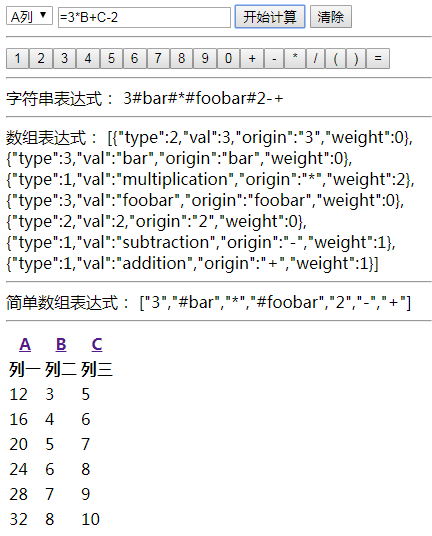 A列 =3*B+C-2 开始计算 清除
1 2 3 4 5 6 7 8 9 0 + - * / ( ) =
字符串表达式： 3#bar#*#foobar#2-+
数组表达式： [{"type":2,"val":3,"origin":"3","weight":0},
{"type":3,"val":"bar","origin":"bar","weight":0},
{"type":1,"val":"multiplication","origin":"*","weight":2},
{"type":3,"val":"foobar","origin":"foobar","weight":0},
{"type":2,"val":2,"origin":"2","weight":0},
{"type":1,"val":"subtraction","origin":"-","weight":1},
{"type":1,"val":"addition","origin":"+","weight":1}]
简单数组表达式： ["3","#bar","*","#foobar","2","-","+"]
A B C
列一 列二 列三
12 3 5
16 4 6
20 5 7
24 6 8
28 7 9
32 8 10